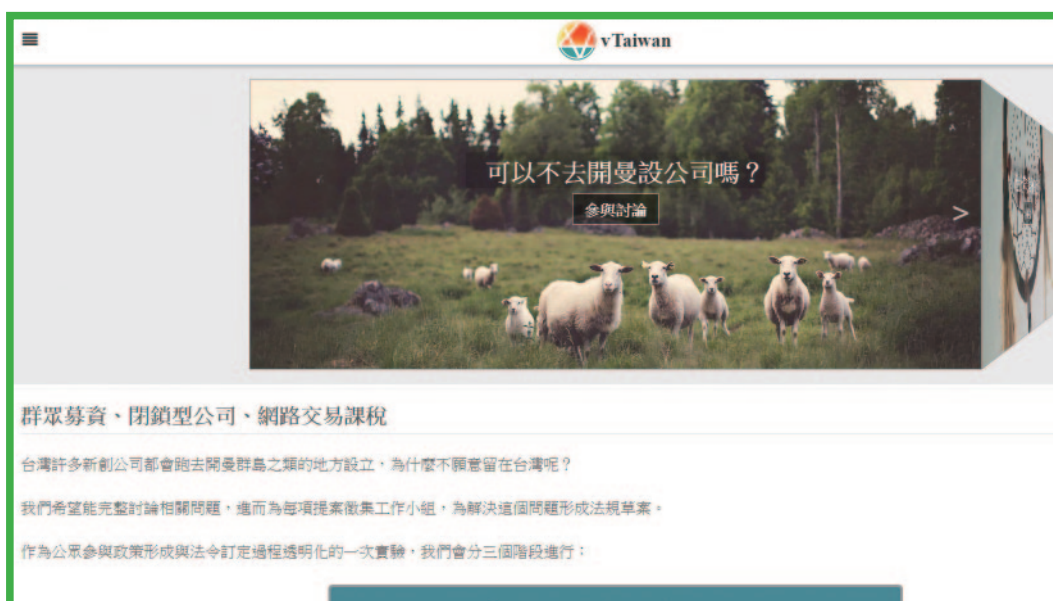 vTaiwan
可以不去開曼設公司嗎？
參與討論
>
群眾募資、閉鎖型公司、網路交易課稅
台灣許多新創公司都會跑去開曼群島之類的地方設立，為什麼不願意留在台灣呢？
我們希望能完整討論相關問題，進而為每項提案徵集工作小組，為解決這個問題形成法規草案。
作為公眾參與政策形成與法令訂定過程透明化的一次實驗，我們會分三個階段進行：